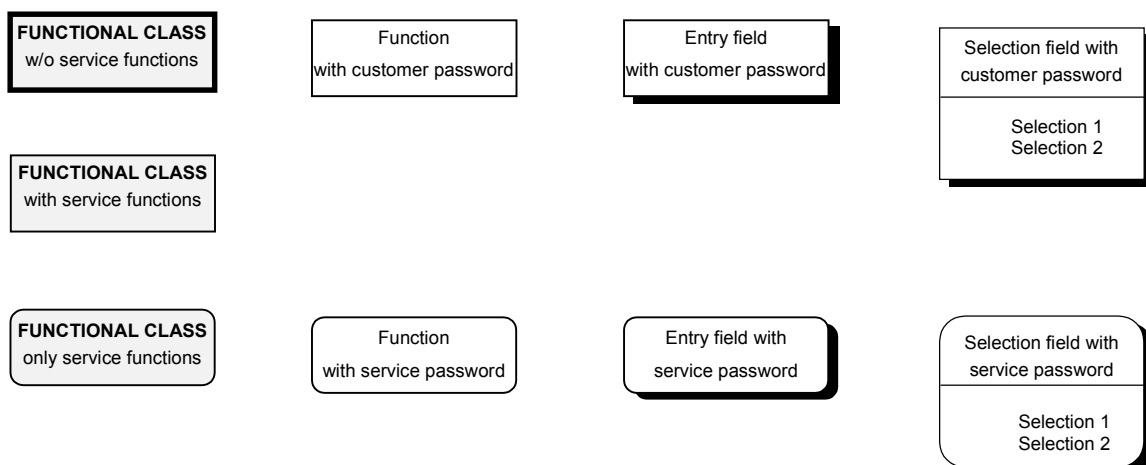 FUNCTIONAL CLASS
w/o service functions
Function
with customer password
Entry field
with customer password
Selection field with
customer password
Selection 1
Selection 2
FUNCTIONAL CLASS
with service functions
FUNCTIONAL CLASS
only service functions
Function
with service password
Entry field with
service password
Selection field with
service password
Selection 1
Selection 2